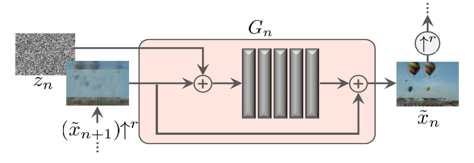 G_n
↑r
z_n
x̃_n
(x̃_{n+1})↑^r